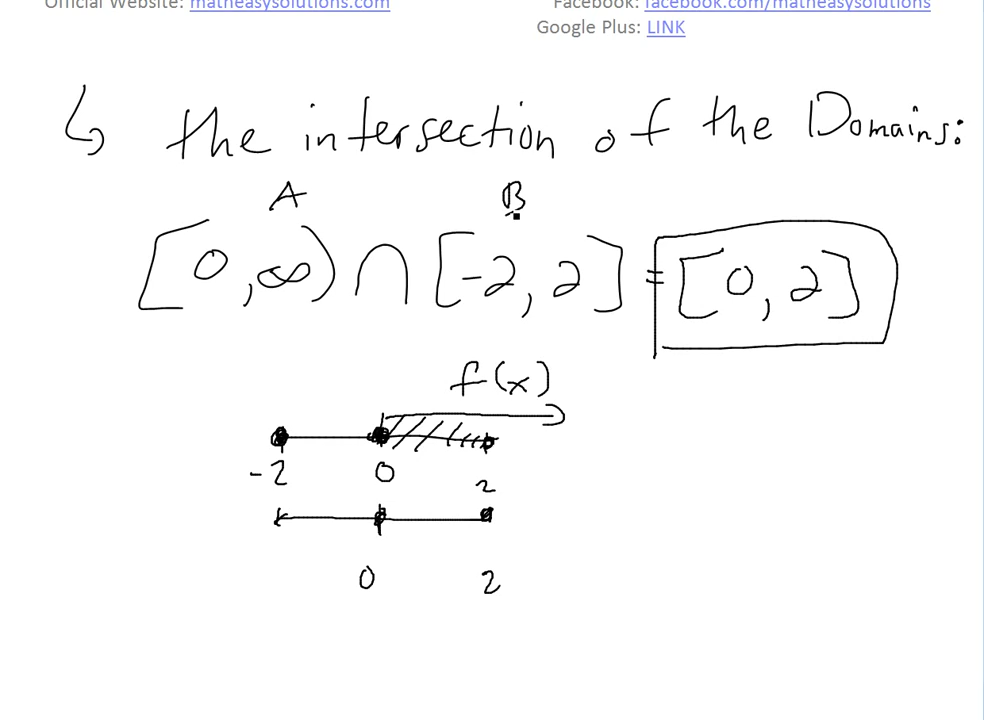 Official Website: matheasysolutions.com Facebook: facebook.com/matheasysolutions
Google Plus: LINK
↳ the intersection of the Domains:
A B
[0,∞) ∩ [-2,2] = [0,2]
f(x)
-2 0 2
0 2